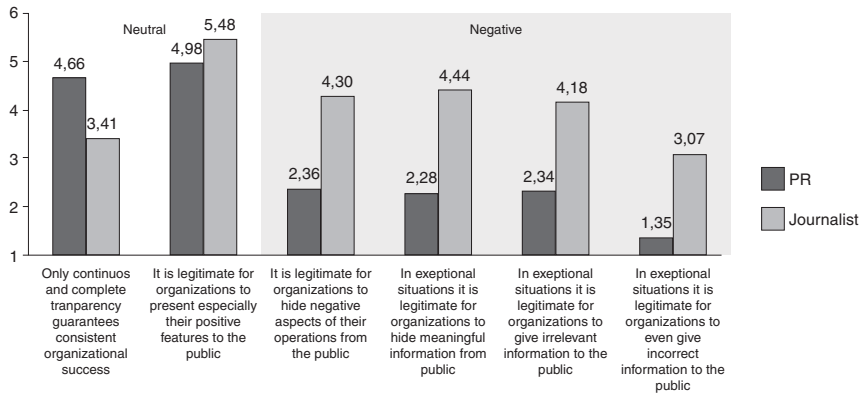 6
5
4
3
2
1
Neutral
Negative
4,66
3,41
4,98
5,48
2,36
4,30
2,28
4,44
2,34
4,18
1,35
3,07
PR
Journalist
Only continuos
and complete
tranparency
guarantees
consistent
organizational
success
It is legitimate for
organizations to
present especially
their positive
features to the
public
It is legitimate for
organizations to
hide negative
aspects of their
operations from
the public
In exeptional
situations it is
legitimate for
organizations to
hide meaningful
information from
public
In exeptional
situations it is
legitimate for
organizations to
give irrelevant
information to the
public
In exeptional
situations it is
legitimate for
organizations to
even give
incorrect
information to the
public